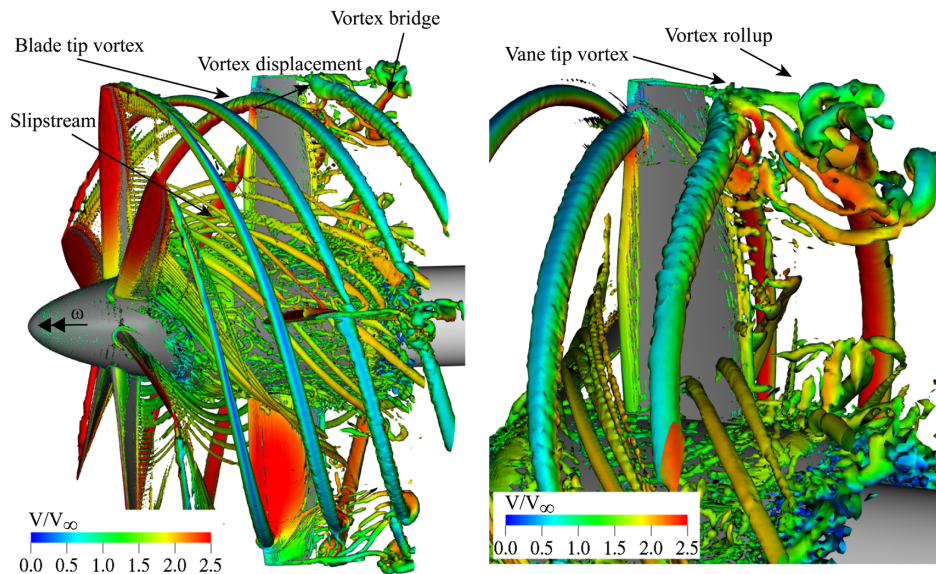 Vortex bridge
Blade tip vortex
Vortex displacement
Slipstream
ω
V/V∞
0.0 0.5 1.0 1.5 2.0 2.5
Vortex rollup
Vane tip vortex
V/V∞
0.0 0.5 1.0 1.5 2.0 2.5